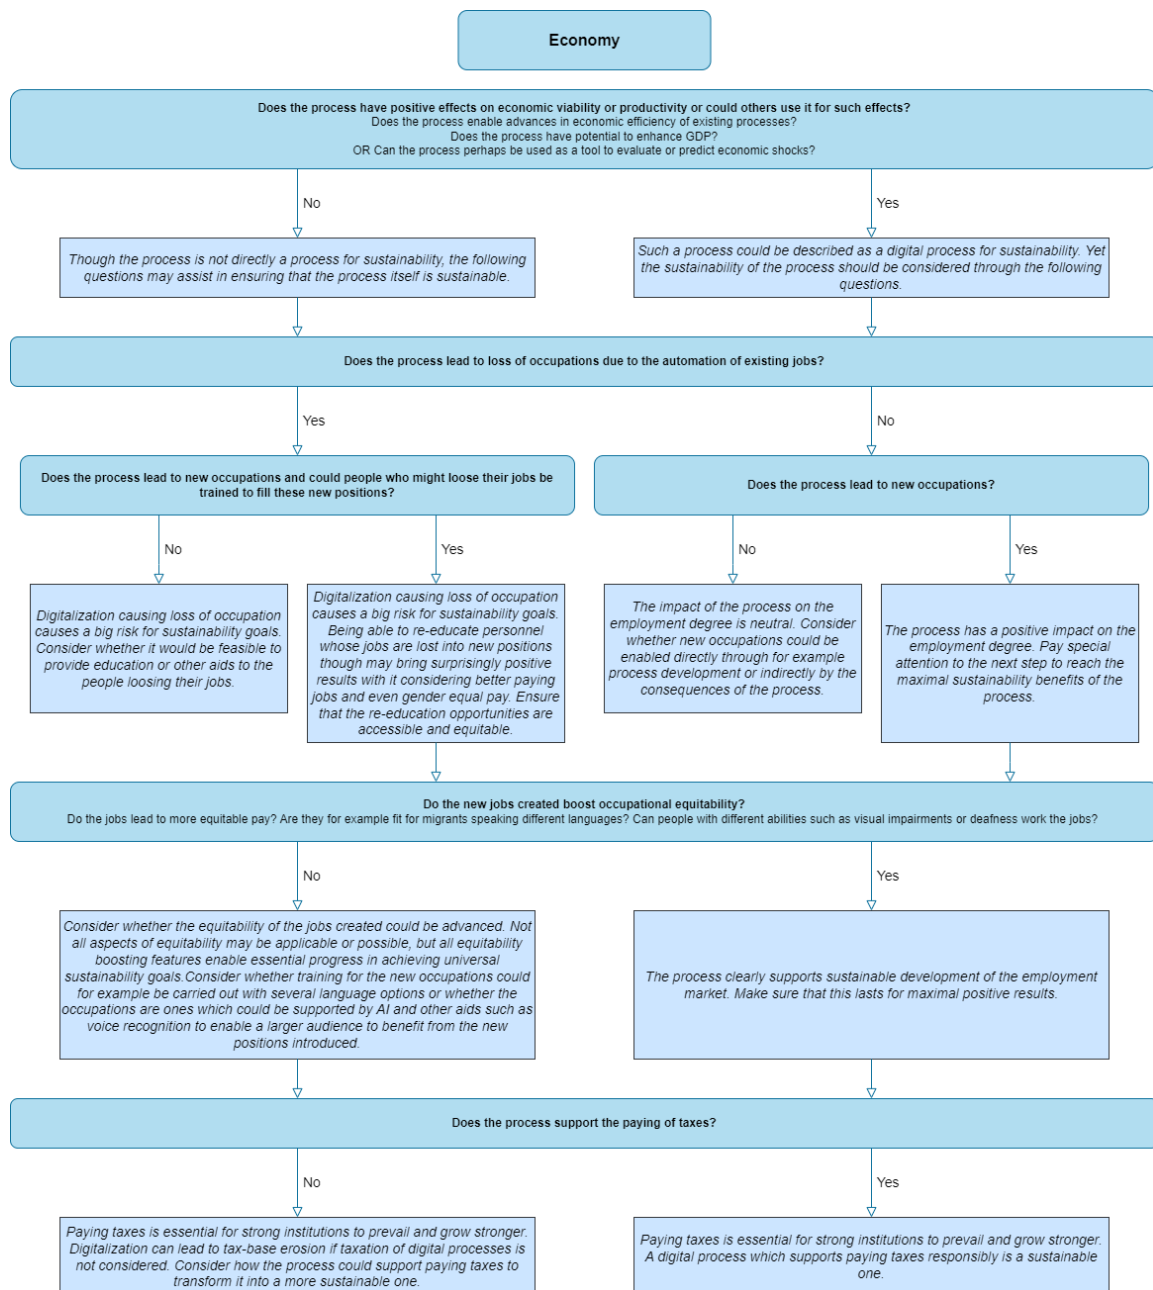 Economy
Does the process have positive effects on economic viability or productivity or could others use it for such effects?
Does the process enable advances in economic efficiency of existing processes?
Does the process have potential to enhance GDP?
OR Can the process perhaps be used as a tool to evaluate or predict economic shocks?
No
Yes
Though the process is not directly a process for sustainability, the following
questions may assist in ensuring that the process itself is sustainable.
Such a process could be described as a digital process for sustainability. Yet
the sustainability of the process should be considered through the following
questions.
Does the process lead to loss of occupations due to the automation of existing jobs?
Yes
No
Does the process lead to new occupations and could people who might loose their jobs be
trained to fill these new positions?
Does the process lead to new occupations?
No
Yes
No
Yes
Digitalization causing loss of occupation
causes a big risk for sustainability goals.
Consider whether it would be feasible to
provide education or other aids to the
people loosing their jobs.
Digitalization causing loss of occupation
causes a big risk for sustainability goals.
Being able to re-educate personnel
whose jobs are lost into new positions
though may bring surprisingly positive
results with it considering better paying
jobs and even gender equal pay. Ensure
that the re-education opportunities are
accessible and equitable.
The impact of the process on the
employment degree is neutral. Consider
whether new occupations could be
enabled directly through for example
process development or indirectly by the
consequences of the process.
The process has a positive impact on the
employment degree. Pay special
attention to the next step to reach the
maximal sustainability benefits of the
process.
Do the new jobs created boost occupational equitability?
Do the jobs lead to more equitable pay? Are they for example fit for migrants speaking different languages? Can people with different abilities such as visual impairments or deafness work the jobs?
No
Yes
Consider whether the equitability of the jobs created could be advanced. Not
all aspects of equitability may be applicable or possible, but all equitability
boosting features enable essential progress in achieving universal
sustainability goals.Consider whether training for the new occupations could
for example be carried out with several language options or whether the
occupations are ones which could be supported by AI and other aids such as
voice recognition to enable a larger audience to benefit from the new
positions introduced.
The process clearly supports sustainable development of the employment
market. Make sure that this lasts for maximal positive results.
Does the process support the paying of taxes?
No
Yes
Paying taxes is essential for strong institutions to prevail and grow stronger.
Digitalization can lead to tax-base erosion if taxation of digital processes is
not considered. Consider how the process could support paying taxes to
transform it into a more sustainable one.
Paying taxes is essential for strong institutions to prevail and grow stronger.
A digital process which supports paying taxes responsibly is a sustainable
one.